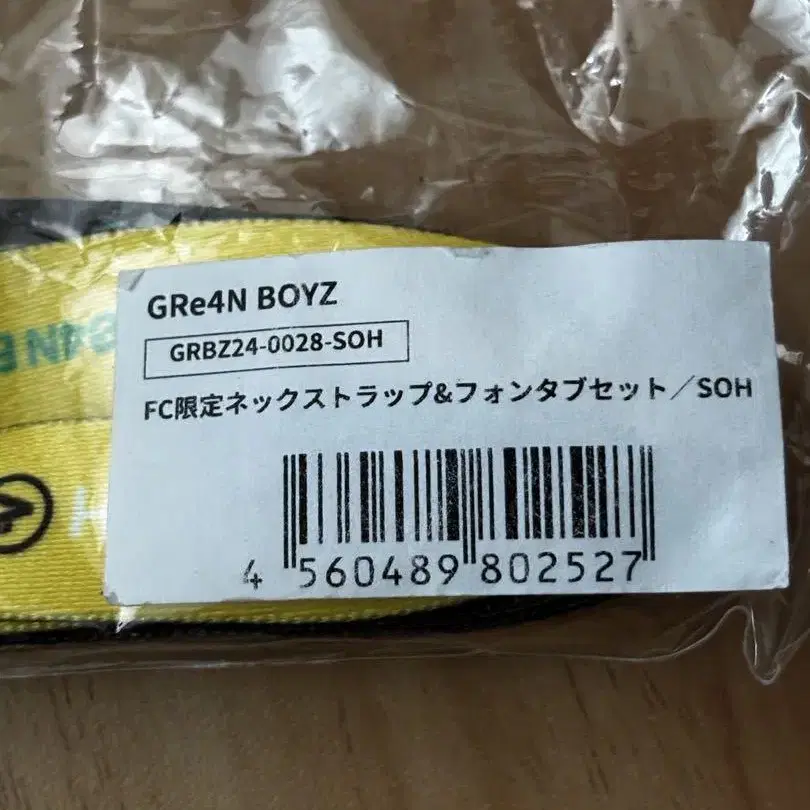 GRe4N BOYZ
GRBZ24-0028-SOH
FC限定ネックストラップ&フォンタブセット／SOH
4 560489 802527